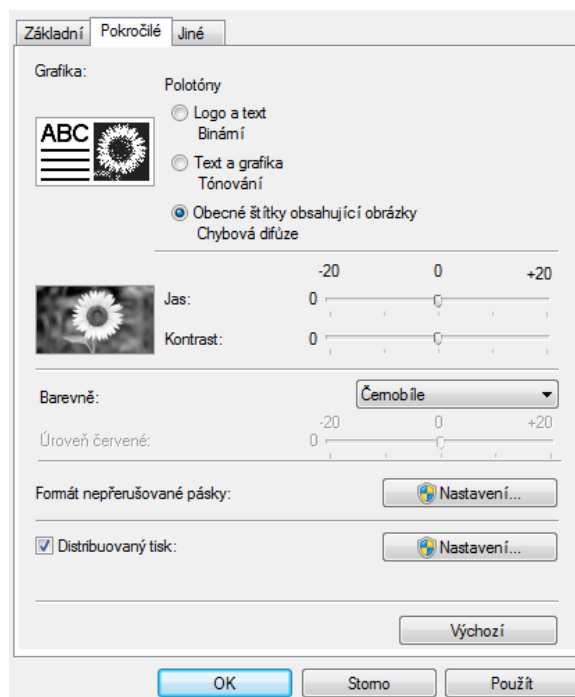 Základní Pokročilé Jiné
Grafika:
Polotóny
ABC
Logo a text
Binární
Text a grafika
Tónování
Obecné štítky obsahující obrázky
Chybová difúze
-20 0 +20
Jas: 0
Kontrast: 0
Barevně: Černobíle
-20 0 +20
Úroveň červené: 0
Formát nepřerušované pásky: Nastavení...
Distribuovaný tisk: Nastavení...
Výchozí
OK Storno Použít